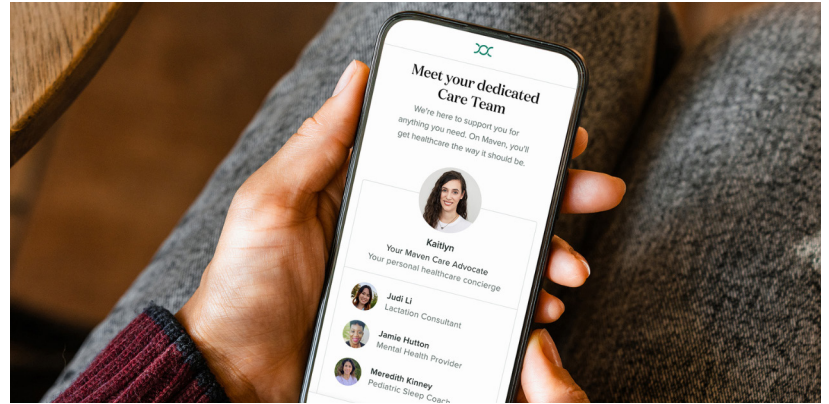 Meet your dedicated
Care Team
We're here to support you for
anything you need. On Maven, you'll
get healthcare the way it should be.
Kaitlyn
Your Maven Care Advocate
Your personal healthcare concierge
Judi Li
Lactation Consultant
Jamie Hutton
Mental Health Provider
Meredith Kinney
Pediatric Sleep Coach